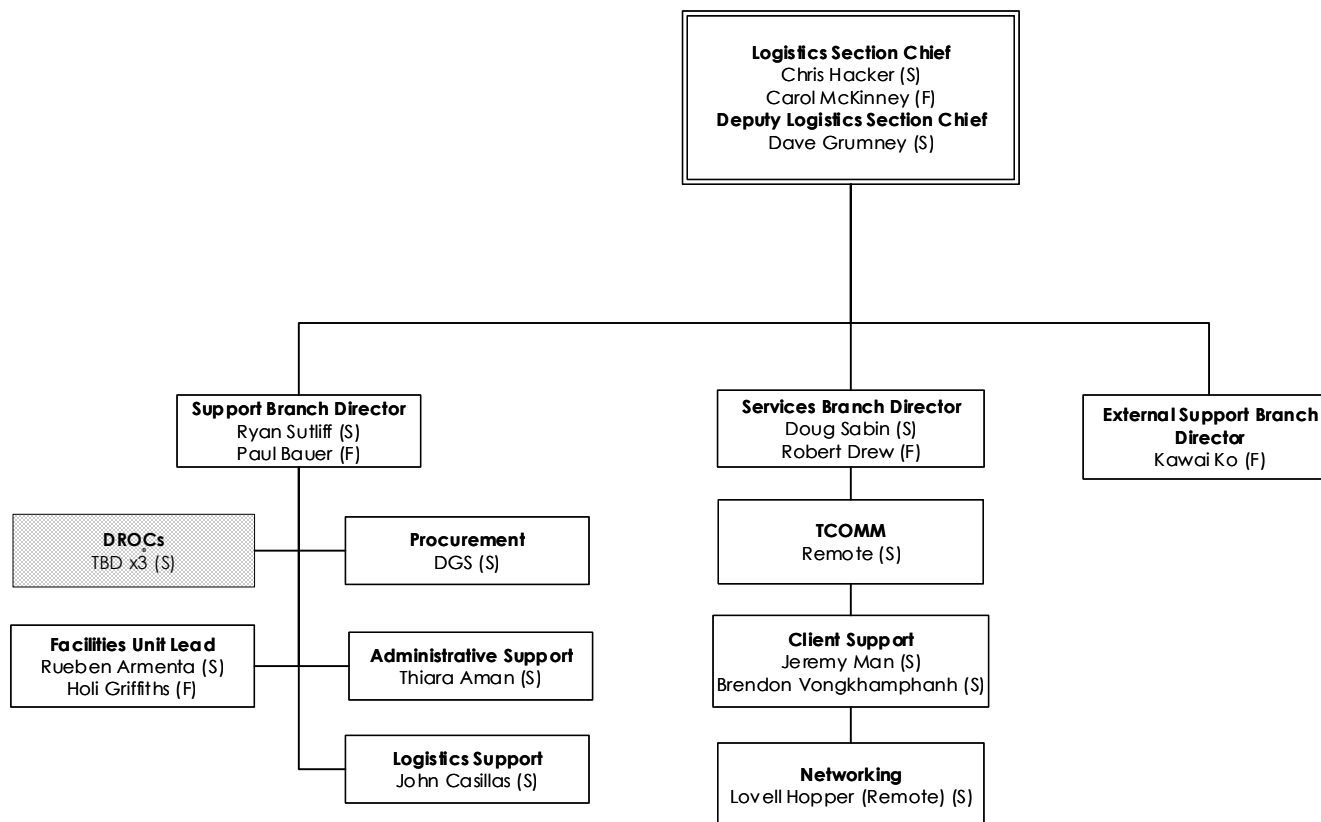 Logistics Section Chief
Chris Hacker (S)
Carol McKinney (F)
Deputy Logistics Section Chief
Dave Grumney (S)
Support Branch Director
Ryan Sutliff (S)
Paul Bauer (F)
Services Branch Director
Doug Sabin (S)
Robert Drew (F)
External Support Branch
Director
Kawai Ko (F)
DROCs
TBD x3 (S)
Procurement
DGS (S)
TCOMM
Remote (S)
Facilities Unit Lead
Rueben Armenta (S)
Holi Griffiths (F)
Administrative Support
Thiara Aman (S)
Client Support
Jeremy Man (S)
Brendon Vongkhamphanh (S)
Logistics Support
John Casillas (S)
Networking
Lovell Hopper (Remote) (S)